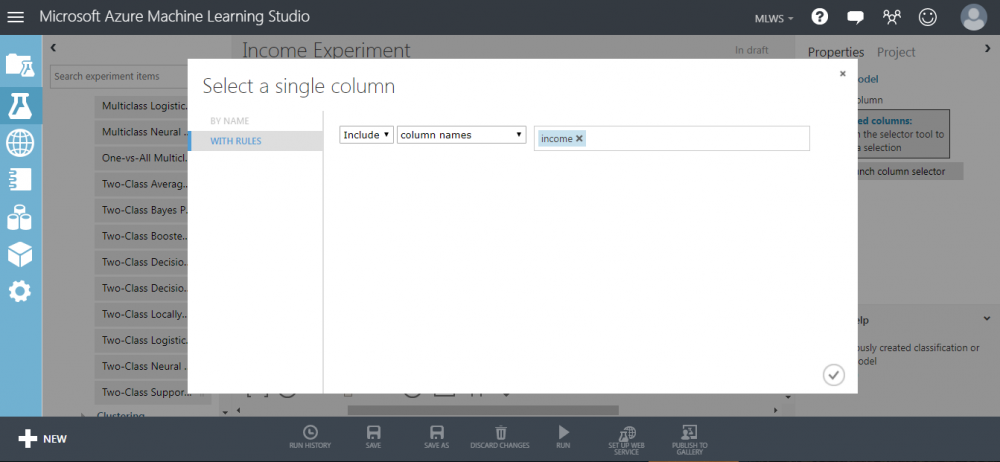 Microsoft Azure Machine Learning Studio
MLWS
Income Experiment
In draft
Properties Project
Search experiment items
Multiclass Logistic...
Multiclass Neural ...
One-vs-All Multicl...
Two-Class Averag...
Two-Class Bayes P...
Two-Class Booste...
Two-Class Decisio...
Two-Class Decisio...
Two-Class Locally...
Two-Class Logistic...
Two-Class Neural ...
Two-Class Suppor...
Clustering
Select a single column
BY NAME
WITH RULES
Include
column names
income
odel
olumn
ed columns:
h the selector tool to
a selection
nch column selector
elp
usly created classification or
odel
NEW
RUN HISTORY
SAVE
SAVE AS
DISCARD CHANGES
RUN
SET UP WEB
SERVICE
PUBLISH TO
GALLERY